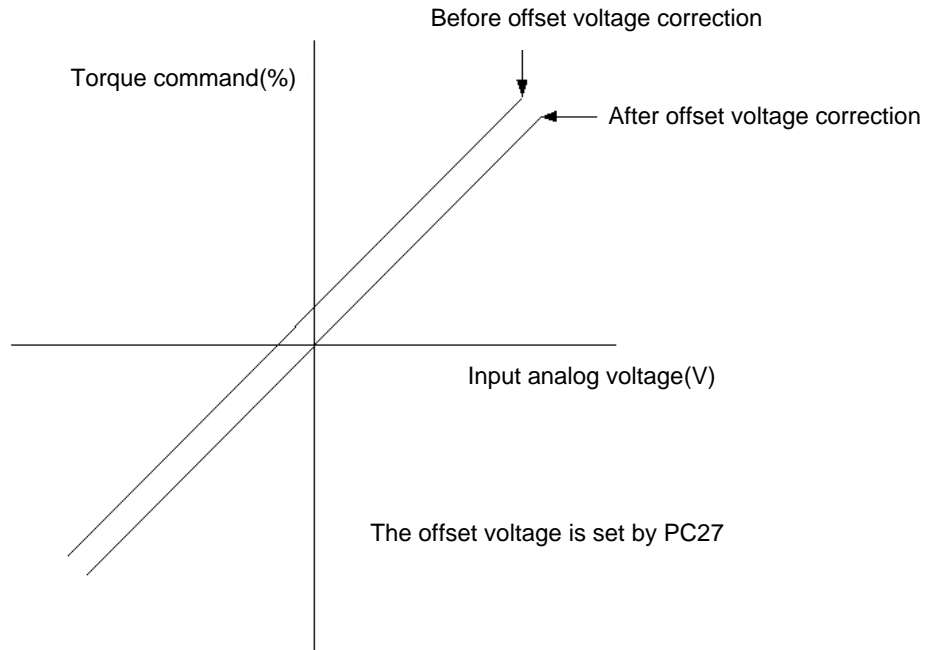 Before offset voltage correction
Torque command(%)
After offset voltage correction
Input analog voltage(V)
The offset voltage is set by PC27